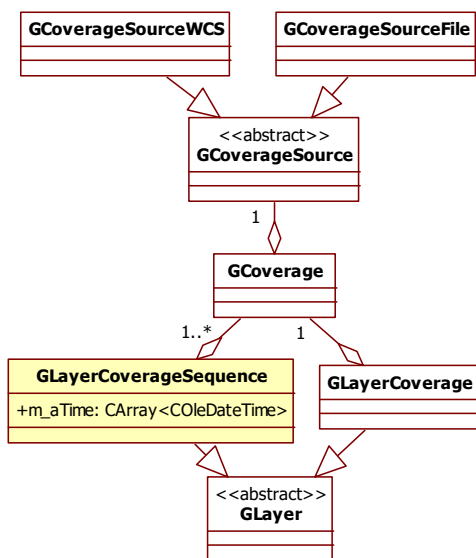 GCoverageSourceWCS
GCoverageSourceFile
<<abstract>>
GCoverageSource
1
GCoverage
1..*
1
GLayerCoverageSequence
+m_aTime: CArray<COleDateTime>
GLayerCoverage
<<abstract>>
GLayer